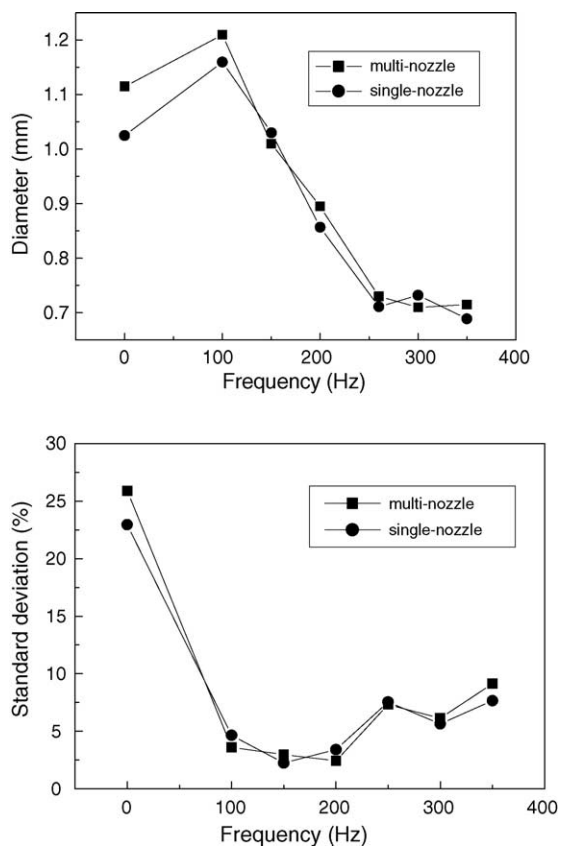 1.2
1.1
1.0
0.9
0.8
0.7
Diameter (mm)
multi-nozzle
single-nozzle
0 100 200 300 400
Frequency (Hz)
30
25
20
15
10
5
0
Standard deviation (%)
multi-nozzle
single-nozzle
0 100 200 300 400
Frequency (Hz)